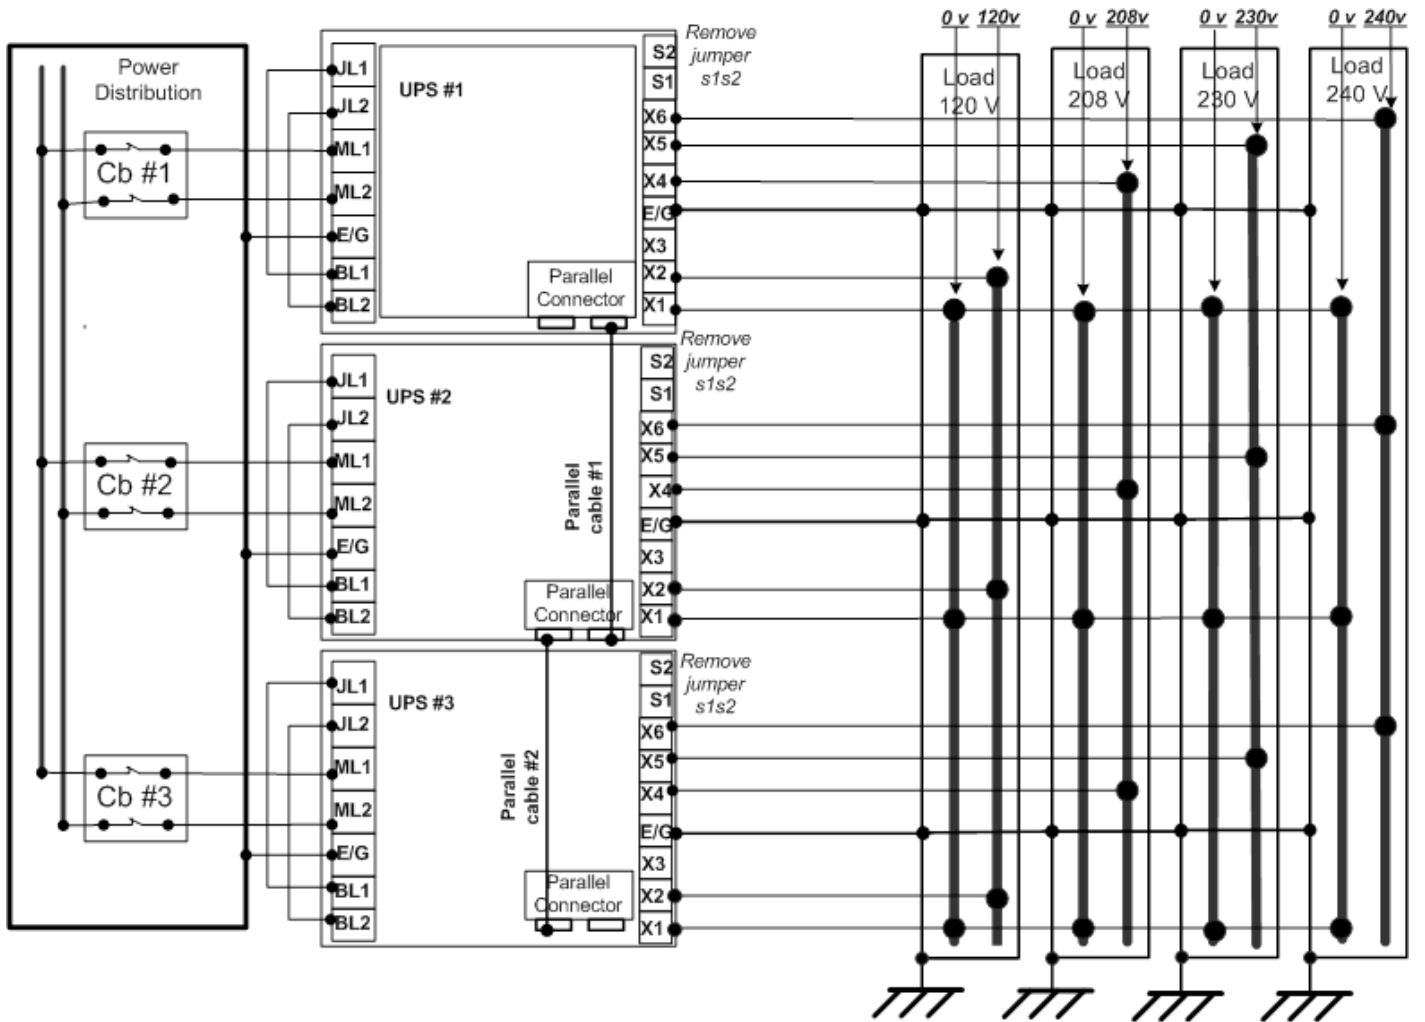 0 v 120v
0 v 208v
0 v 230v
0 v 240v
Power
Distribution
Cb #1
Cb #2
Cb #3
JL1
JL2
ML1
ML2
E/G
BL1
BL2
UPS #1
Parallel
Connector
S2
S1
X6
X5
X4
E/G
X3
X2
X1
Remove
jumper
s1s2
JL1
JL2
ML1
ML2
E/G
BL1
BL2
UPS #2
Parallel
cable #1
Parallel
Connector
S2
S1
X6
X5
X4
E/G
X3
X2
X1
Remove
jumper
s1s2
JL1
JL2
ML1
ML2
E/G
BL1
BL2
UPS #3
Parallel
cable #2
Parallel
Connector
S2
S1
X6
X5
X4
E/G
X3
X2
X1
Remove
jumper
s1s2
Load
120 V
Load
208 V
Load
230 V
Load
240 V